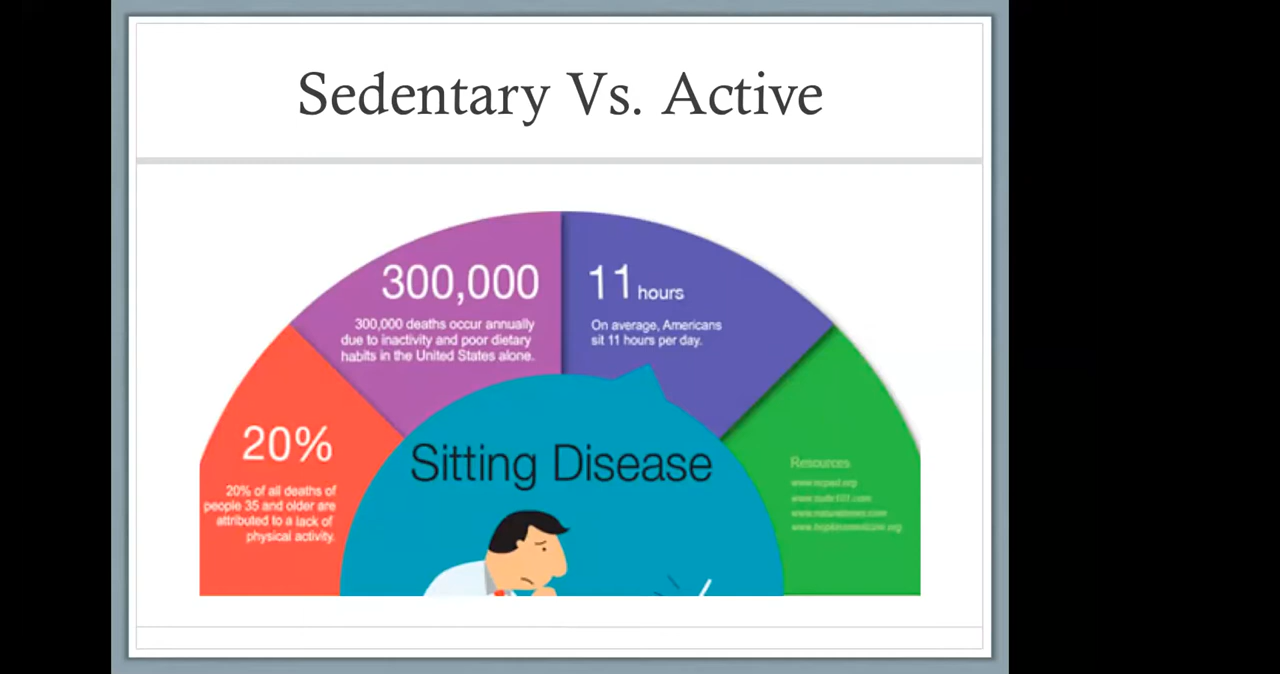 Sedentary Vs. Active
300,000
300,000 deaths occur annually
due to inactivity and poor dietary
habits in the United States alone.
11 hours
On average, Americans
sit 11 hours per day.
20%
20% of all deaths of
people 35 and older are
attributed to a lack of
physical activity.
Sitting Disease
Resources